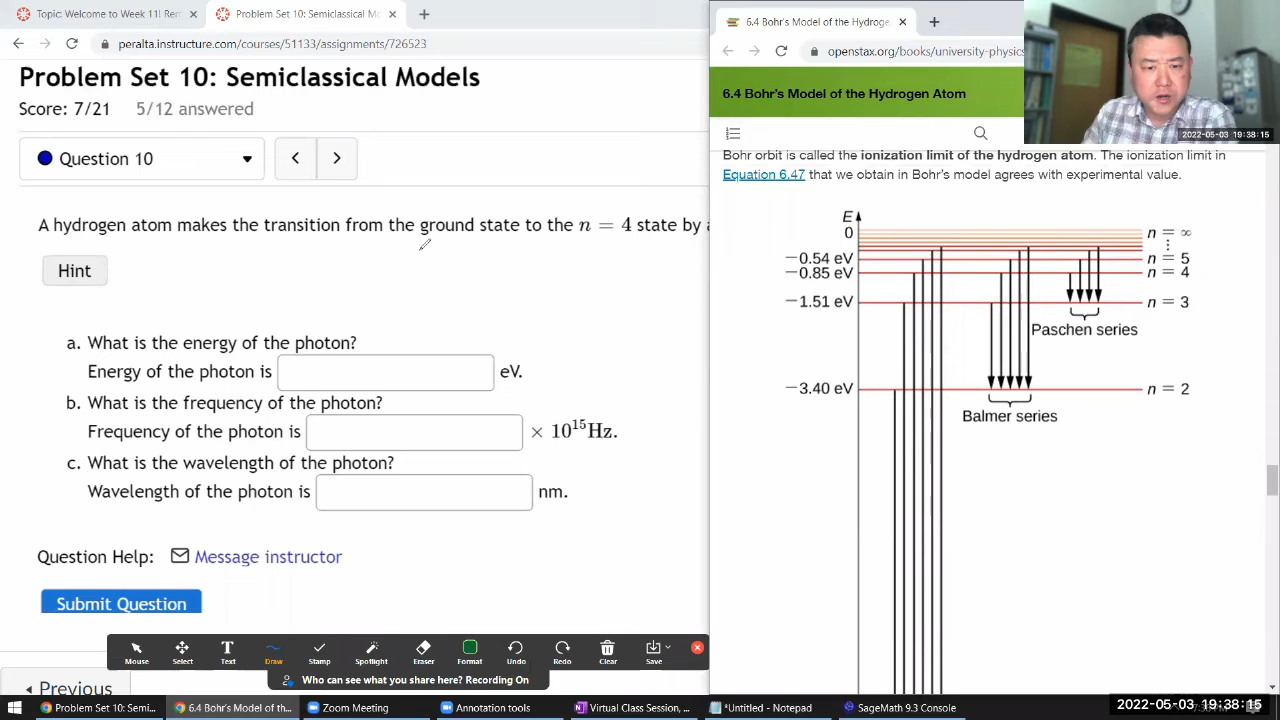 Topic: Welcome to Week 11! Rem
Problem Set 10: Semiclassical Mo
peralta.instructure.com/courses/51133/assignments/726523
Problem Set 10: Semiclassical Models
Score: 7/21 5/12 answered
Question 10
A hydrogen atom makes the transition from the ground state to the n = 4 state by
Hint
a. What is the energy of the photon?
Energy of the photon is eV.
b. What is the frequency of the photon?
Frequency of the photon is × 10¹⁵Hz.
c. What is the wavelength of the photon?
Wavelength of the photon is nm.
Question Help: Message instructor
Submit Question
Previous
6.4 Bohr's Model of the Hydroge
openstax.org/books/university-physics
6.4 Bohr's Model of the Hydrogen Atom
2022-05-03 19:38:15
Bohr orbit is called the ionization limit of the hydrogen atom. The ionization limit in
Equation 6.47 that we obtain in Bohr's model agrees with experimental value.
E
0
n = ∞
−0.54 eV
n = 5
−0.85 eV
n = 4
−1.51 eV
n = 3
Paschen series
−3.40 eV
n = 2
Balmer series
Mouse Select Text Draw Stamp Spotlight Eraser Format Undo Redo Clear Save
Who can see what you share here? Recording On
Problem Set 10: Semi...
6.4 Bohr's Model of th...
Zoom Meeting
Annotation tools
Virtual Class Session, ...
*Untitled - Notepad
SageMath 9.3 Console
2022-05-03 19:38:15